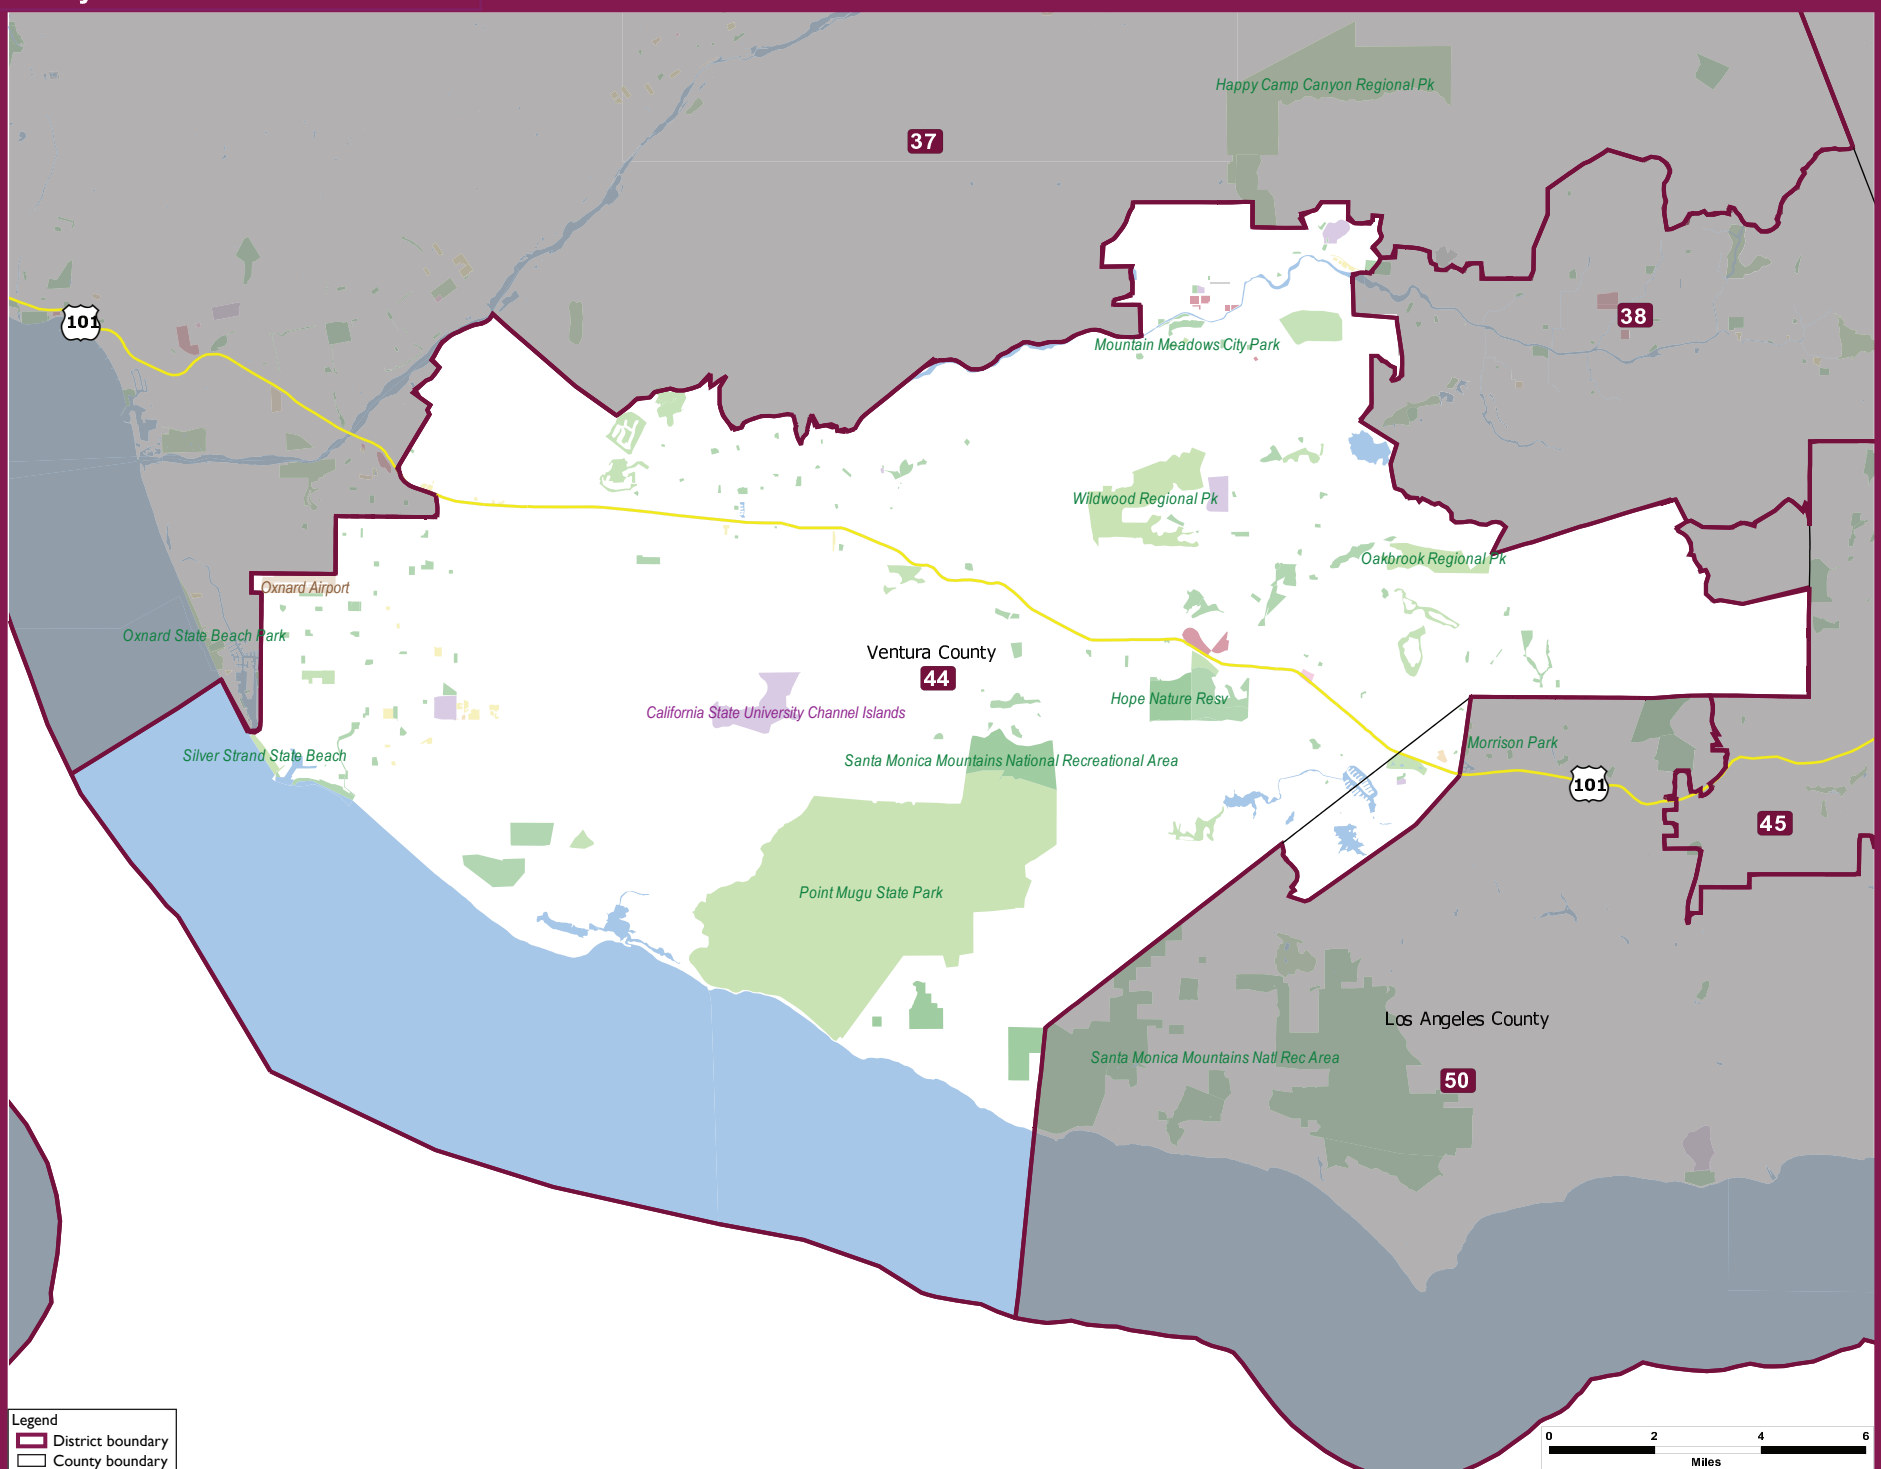 Happy Camp Canyon Regional Pk
37
101
38
Mountain Meadows City Park
Wildwood Regional Pk
Oakbrook Regional Pk
Oxnard Airport
Oxnard State Beach Park
Ventura County
44
Hope Nature Resv
California State University Channel Islands
Morrison Park
Silver Strand State Beach
Santa Monica Mountains National Recreational Area
101
45
Point Mugu State Park
Los Angeles County
Santa Monica Mountains Natl Rec Area
50
Legend
District boundary
County boundary
0 2 4 6
Miles